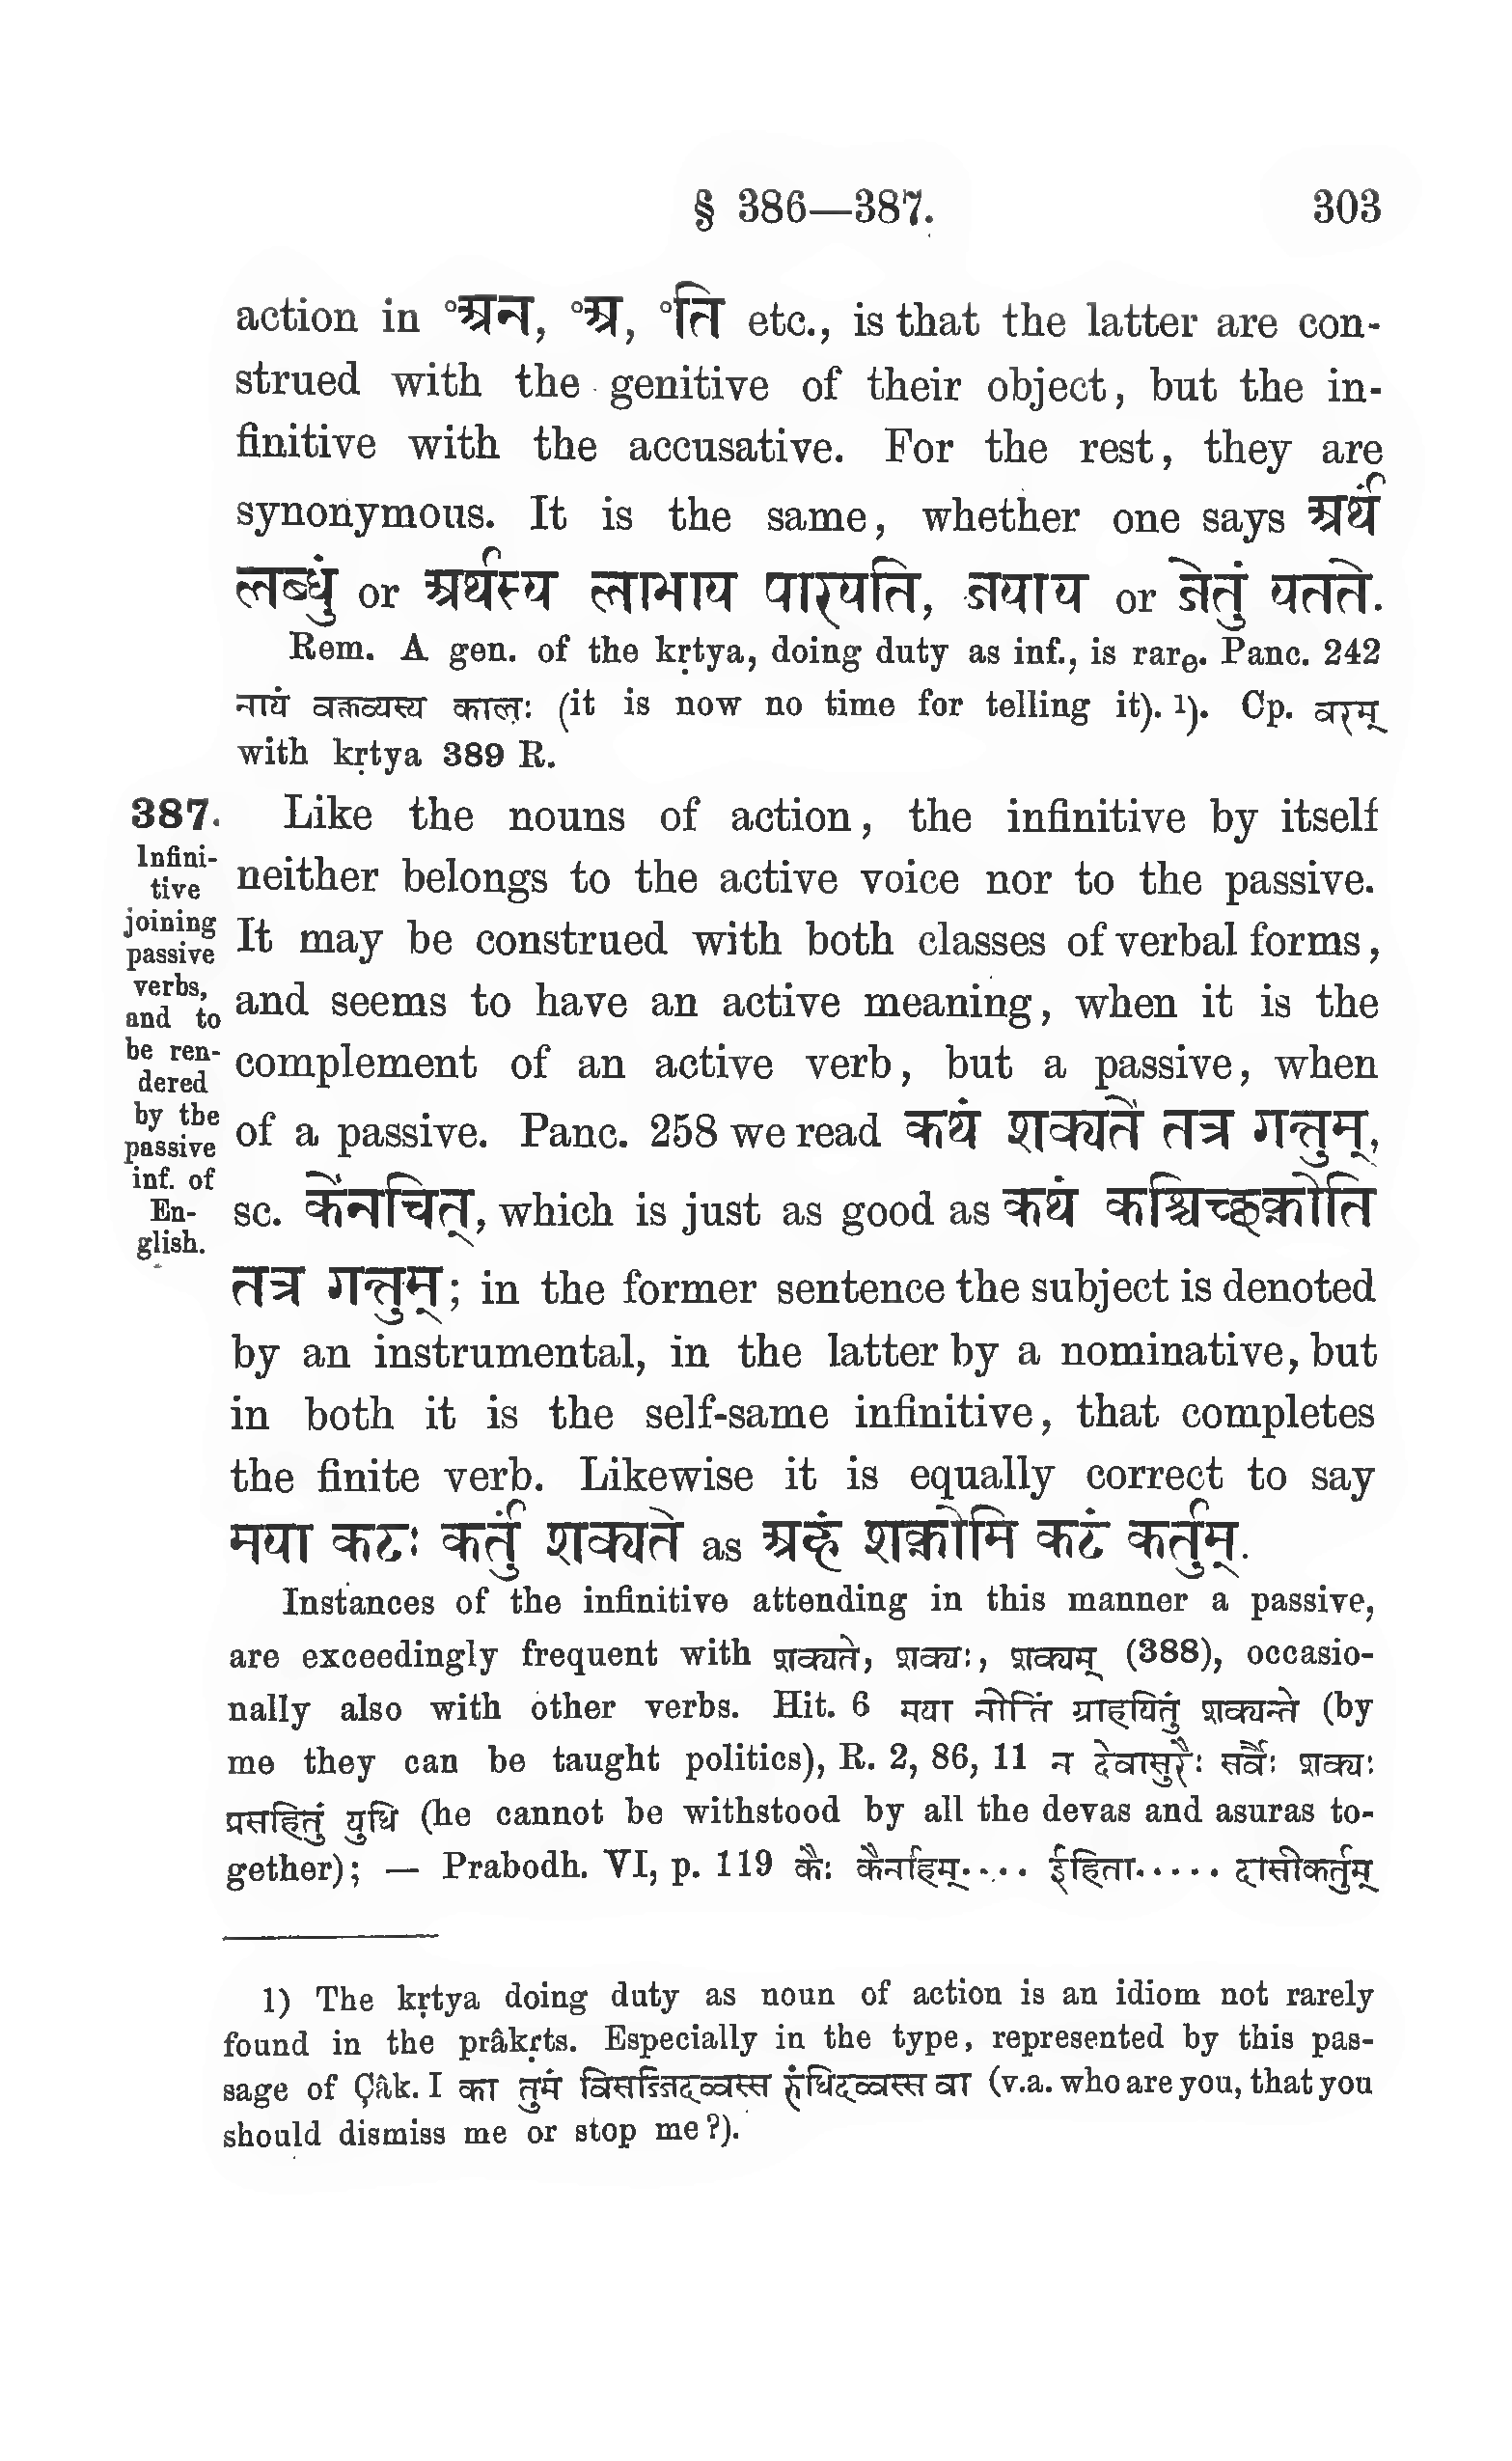 § 386—387. 303
action in °अन, °अ, °ति etc., is that the latter are con-
strued with the genitive of their object, but the in-
finitive with the accusative. For the rest, they are
synonymous. It is the same, whether one says अर्थं
लब्धुं or अर्थस्य लाभाय पारयति, जयाय or जेतुं यतते.
Rem. A gen. of the kṛtya, doing duty as inf., is rare. Panc. 242
नायं वक्तव्यस्य कालः (it is now no time for telling it). 1). Cp. वरम्
with kṛtya 389 R.
387. Like the nouns of action, the infinitive by itself
neither belongs to the active voice nor to the passive.
It may be construed with both classes of verbal forms,
and seems to have an active meaning, when it is the
complement of an active verb, but a passive, when
of a passive. Panc. 258 we read कथं शक्यते तत्र गन्तुम्,
sc. केनचित्, which is just as good as कथं कश्चिच्छक्नोति
तत्र गन्तुम्; in the former sentence the subject is denoted
by an instrumental, in the latter by a nominative, but
in both it is the self-same infinitive, that completes
the finite verb. Likewise it is equally correct to say
मया कटः कर्तुं शक्यते as अहं शक्नोमि कटं कर्तुम्.
Infini-
tive
joining
passive
verbs,
and to
be ren-
dered
by the
passive
inf. of
En-
glish.
Instances of the infinitive attending in this manner a passive,
are exceedingly frequent with शक्यते, शक्यः, शक्यम् (388), occasio-
nally also with other verbs. Hit. 6 मया नीतिं ग्राहयितुं शक्यन्ते (by
me they can be taught politics), R. 2, 86, 11 न देवासुरैः सर्वैः शक्यः
प्रसहितुं युधि (he cannot be withstood by all the devas and asuras to-
gether); — Prabodh. VI, p. 119 कैः कैर्नाहम्.... ईहिता..... दासीकर्तुम्
1) The kṛtya doing duty as noun of action is an idiom not rarely
found in the prâkṛts. Especially in the type, represented by this pas-
sage of Çâk. I का तुमं विसज्जिदव्वस्स रुंधिदव्वस्स वा (v.a. who are you, that you
should dismiss me or stop me?).